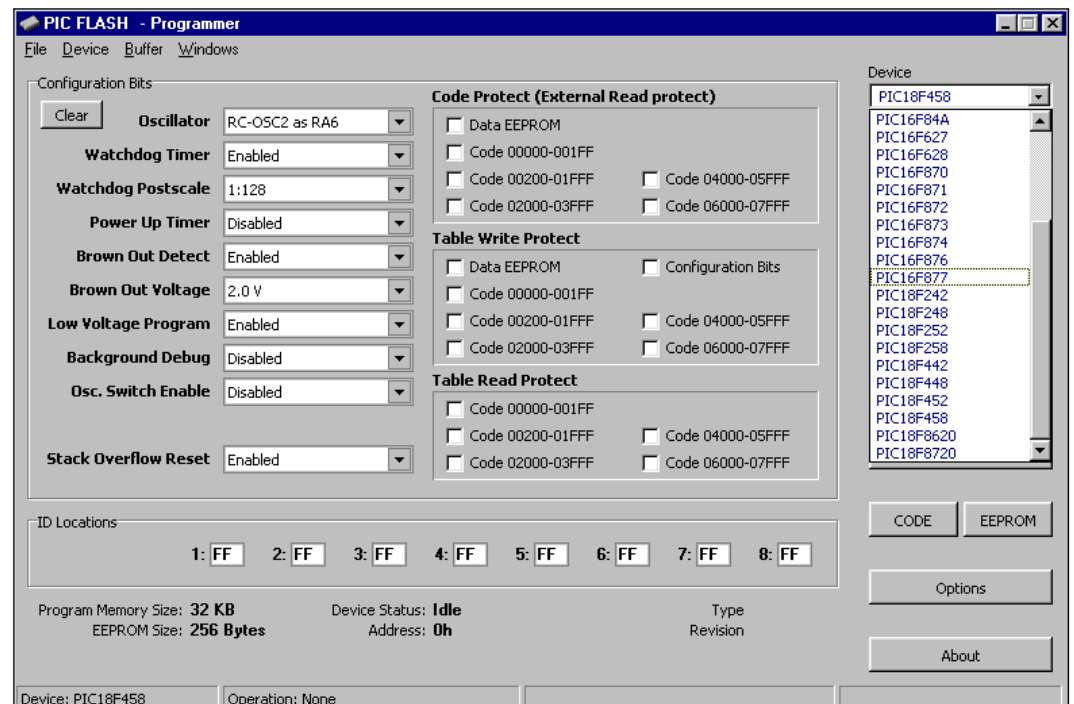 PIC FLASH - Programmer
File Device Buffer Windows
Configuration Bits
Clear
Oscillator RC-OSC2 as RA6
Watchdog Timer Enabled
Watchdog Postscale 1:128
Power Up Timer Disabled
Brown Out Detect Enabled
Brown Out Voltage 2.0 V
Low Voltage Program Enabled
Background Debug Disabled
Osc. Switch Enable Disabled
Stack Overflow Reset Enabled
Code Protect (External Read protect)
Data EEPROM
Code 00000-001FF
Code 00200-01FFF Code 04000-05FFF
Code 02000-03FFF Code 06000-07FFF
Table Write Protect
Data EEPROM Configuration Bits
Code 00000-001FF
Code 00200-01FFF Code 04000-05FFF
Code 02000-03FFF Code 06000-07FFF
Table Read Protect
Code 00000-001FF
Code 00200-01FFF Code 04000-05FFF
Code 02000-03FFF Code 06000-07FFF
Device
PIC18F458
PIC16F84A
PIC16F627
PIC16F628
PIC16F870
PIC16F871
PIC16F872
PIC16F873
PIC16F874
PIC16F876
PIC16F877
PIC18F242
PIC18F248
PIC18F252
PIC18F258
PIC18F442
PIC18F448
PIC18F452
PIC18F458
PIC18F8620
PIC18F8720
CODE EEPROM
Options
About
ID Locations
1: FF 2: FF 3: FF 4: FF 5: FF 6: FF 7: FF 8: FF
Program Memory Size: 32 KB Device Status: Idle Type
EEPROM Size: 256 Bytes Address: 0h Revision
Device: PIC18F458 Operation: None